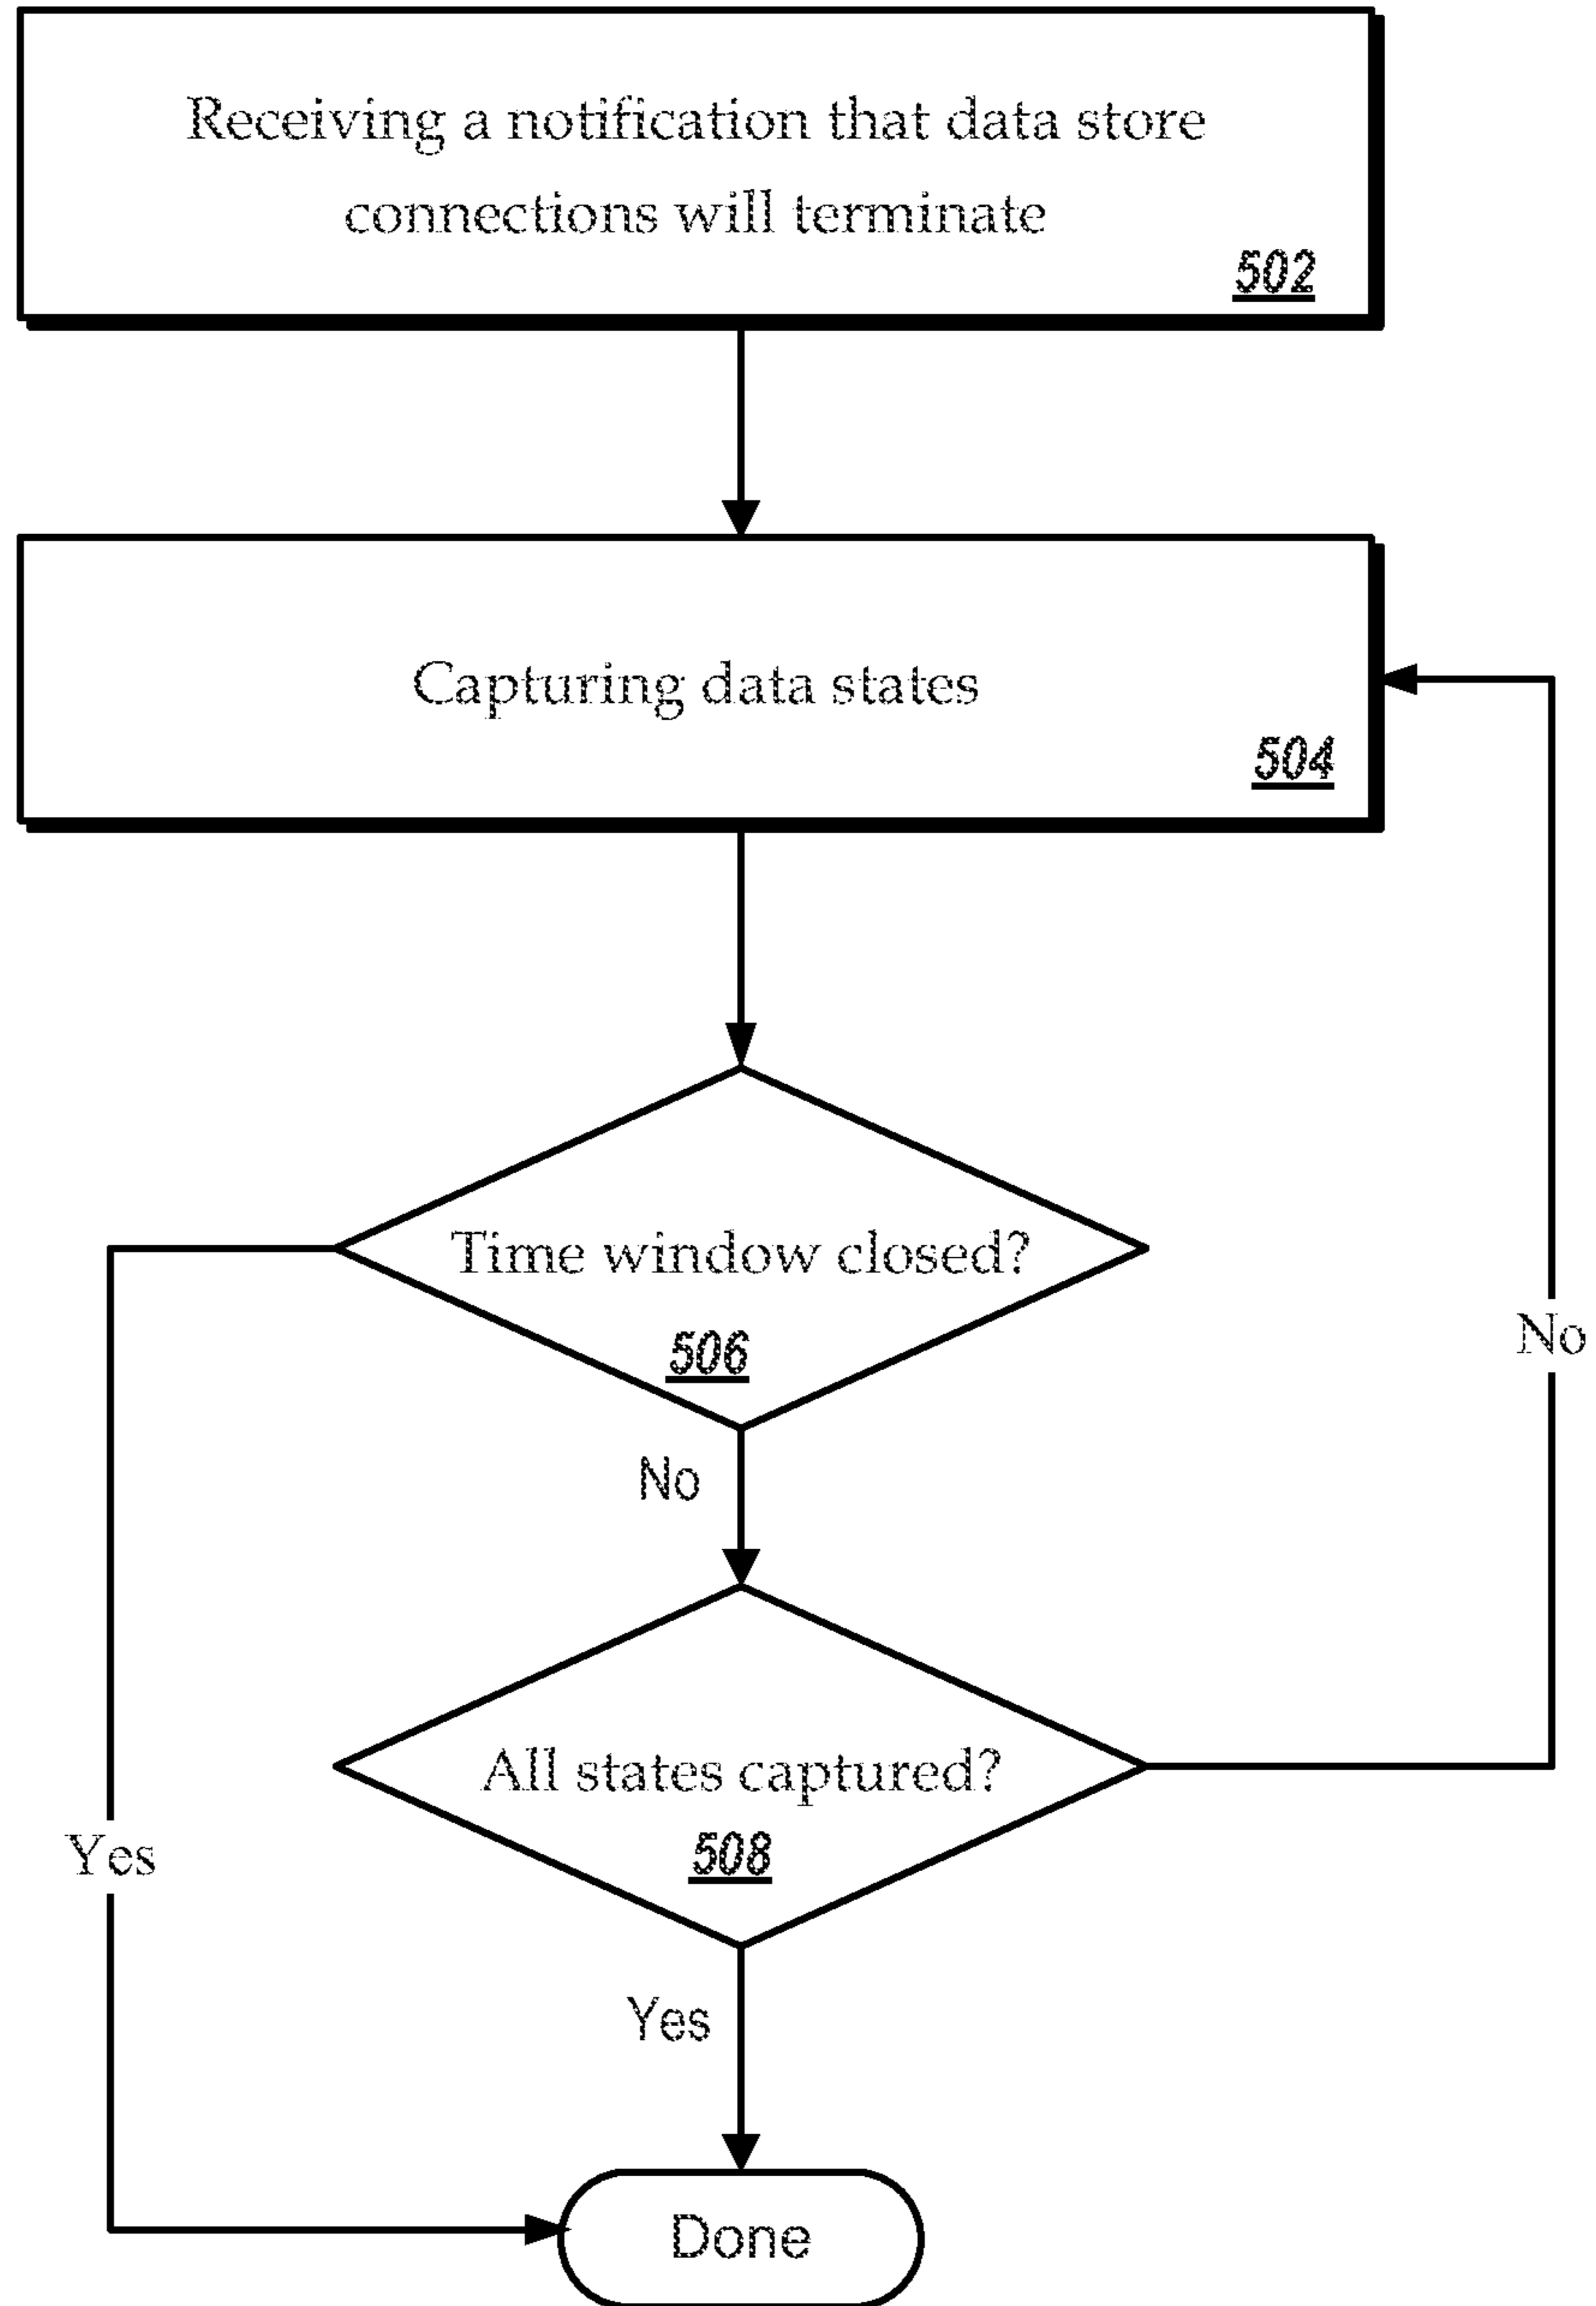 Receiving a notification that data store
connections will terminate
502
Capturing data states
504
Time window closed?
506
No
No
All states captured?
508
Yes
Yes
Done